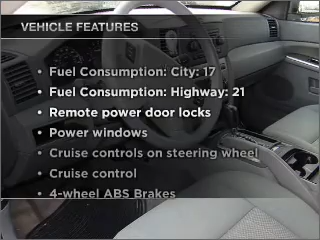 VEHICLE FEATURES
• Fuel Consumption: City: 17
• Fuel Consumption: Highway: 21
• Remote power door locks
• Power windows
• Cruise controls on steering wheel
• Cruise control
• 4-wheel ABS Brakes